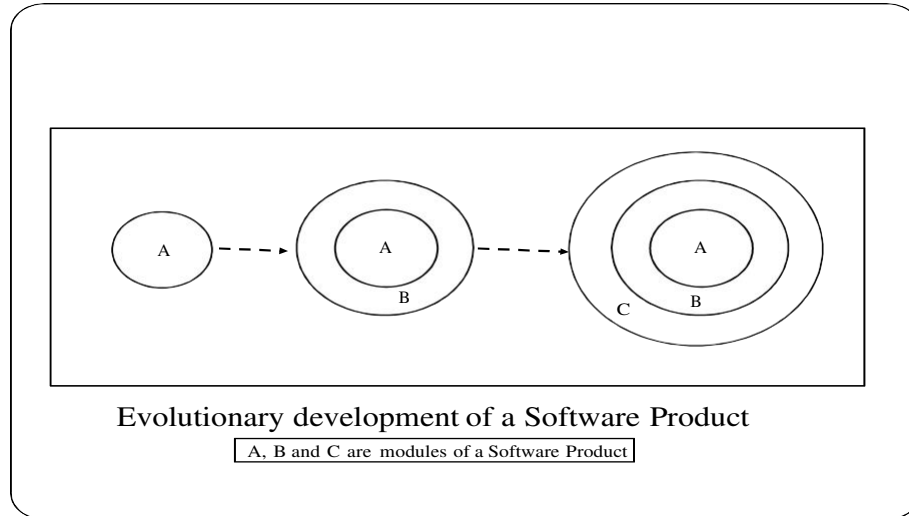 A
A
B
A
B
C
Evolutionary development of a Software Product
A, B and C are modules of a Software Product